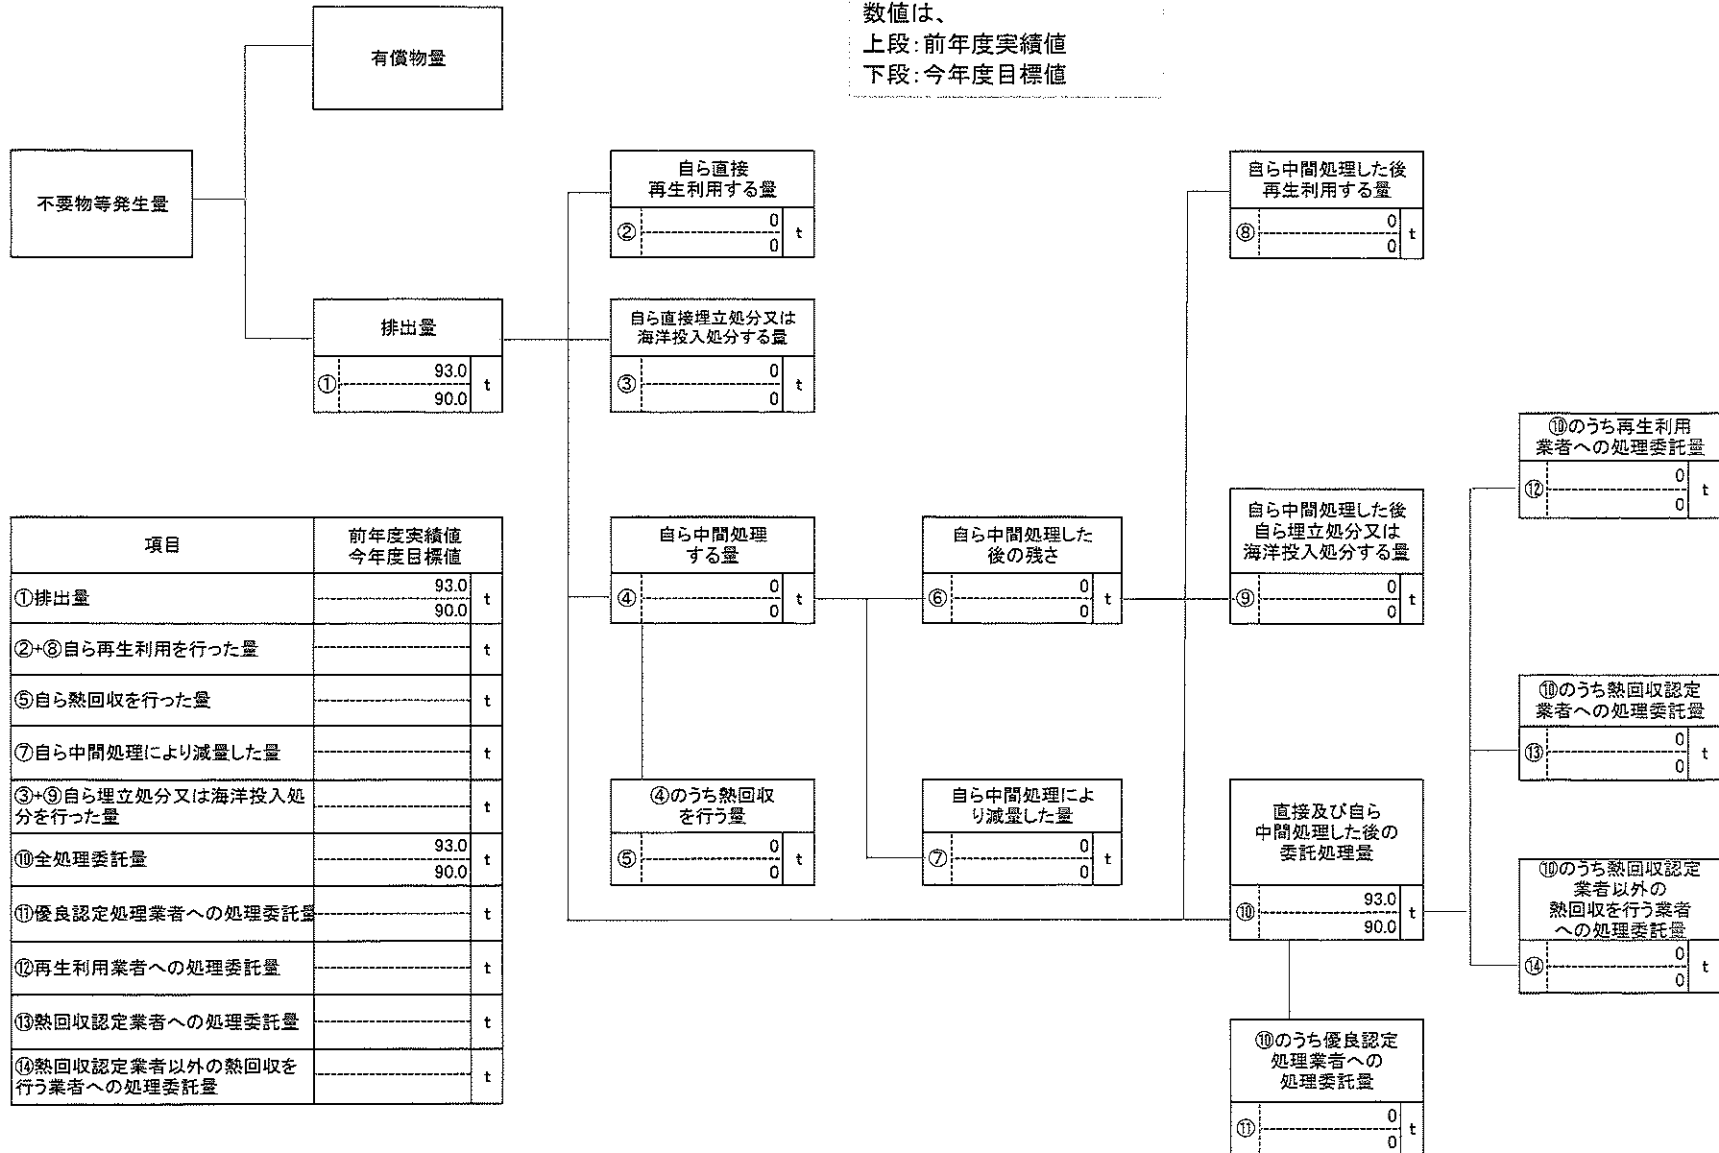 数値は、
上段:前年度実績値
下段:今年度目標値
有償物量
不要物等発生量
排出量
① 93.0 t
90.0
自ら直接
再生利用する量
② 0 t
0
自ら直接埋立処分又は
海洋投入処分する量
③ 0 t
0
自ら中間処理
する量
④ 0 t
0
④のうち熱回収
を行う量
⑤ 0 t
0
自ら中間処理した
後の残さ
⑥ 0 t
0
自ら中間処理によ
り減量した量
⑦ 0 t
0
自ら中間処理した後
再生利用する量
⑧ 0 t
0
自ら中間処理した後
自ら埋立処分又は
海洋投入処分する量
⑨ 0 t
0
直接及び自ら
中間処理した後の
委託処理量
⑩ 93.0 t
90.0
⑩のうち優良認定
処理業者への
処理委託量
⑪ 0 t
0
⑩のうち再生利用
業者への処理委託量
⑫ 0 t
0
⑩のうち熱回収認定
業者への処理委託量
⑬ 0 t
0
⑩のうち熱回収認定
業者以外の
熱回収を行う業者
への処理委託量
⑭ 0 t
0
項目
前年度実績値
今年度目標値
①排出量 93.0 t
90.0
②+⑧自ら再生利用を行った量 t
⑤自ら熱回収を行った量 t
⑦自ら中間処理により減量した量 t
③+⑨自ら埋立処分又は海洋投入処
分を行った量 t
⑩全処理委託量 93.0 t
90.0
⑪優良認定処理業者への処理委託量 t
⑫再生利用業者への処理委託量 t
⑬熱回収認定業者への処理委託量 t
⑭熱回収認定業者以外の熱回収を
行う業者への処理委託量 t